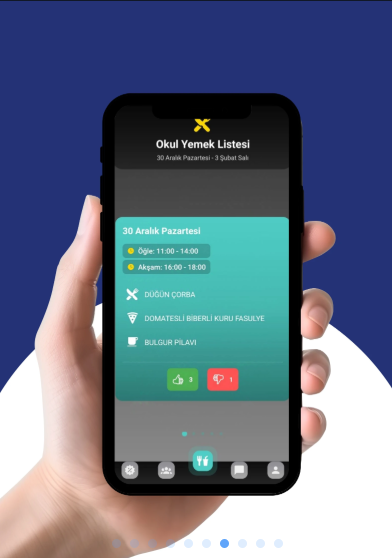 Okul Yemek Listesi
30 Aralık Pazartesi - 3 Şubat Salı
30 Aralık Pazartesi
Öğle: 11:00 - 14:00
Akşam: 16:00 - 18:00
DÜĞÜN ÇORBA
DOMATESLİ BİBERLİ KURU FASULYE
BULGUR PİLAVI
3
1